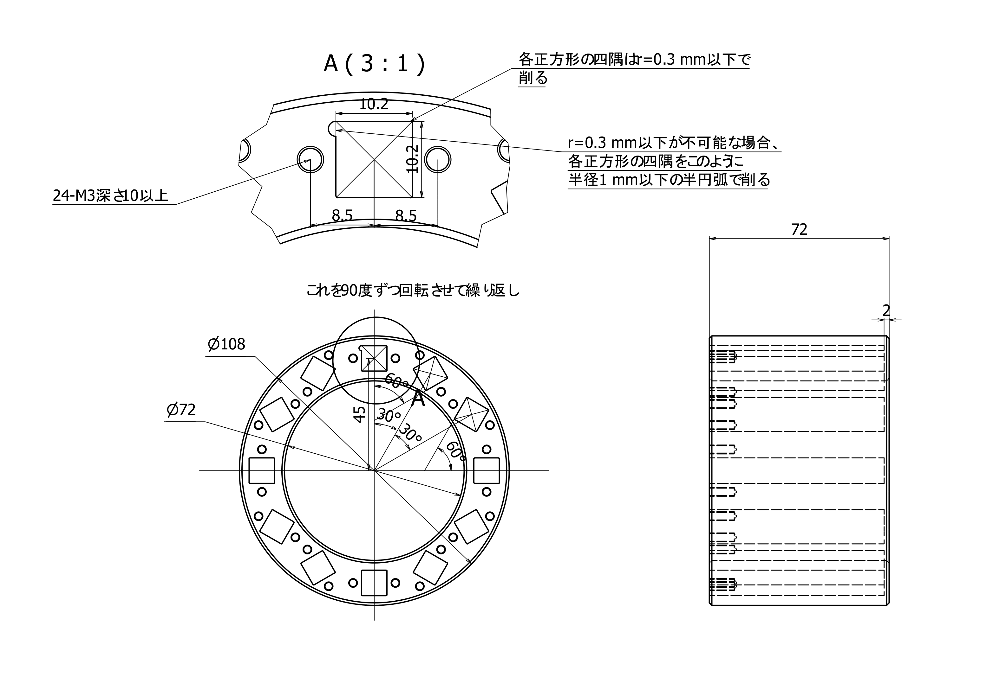 A(3:1)
各正方形の四隅はr=0.3 mm以下で
削る
10.2
10.2
r=0.3 mm以下が不可能な場合、
各正方形の四隅をこのように
半径1 mm以下の半円弧で削る
24-M3深さ10以上
8.5
8.5
72
2
これを90度ずつ回転させて繰り返し
⌀108
⌀72
60°
A
45
30°
30°
60°